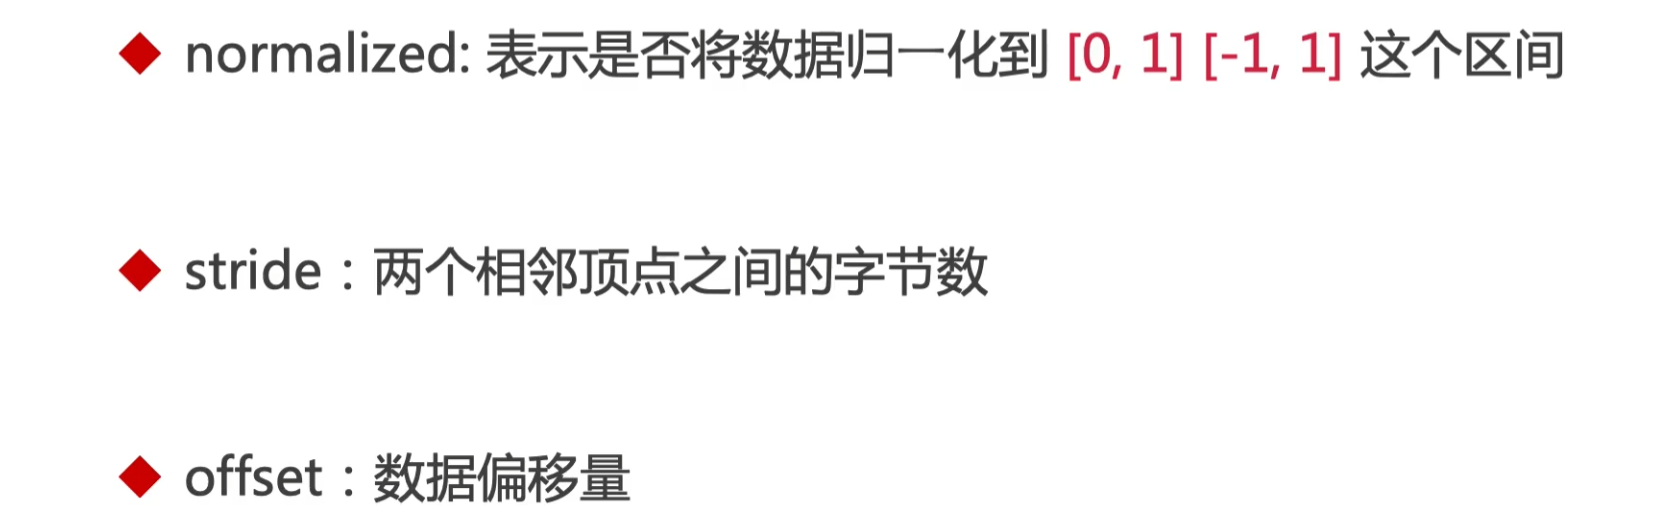 ◆ normalized: 表示是否将数据归一化到 [0, 1] [-1, 1] 这个区间
◆ stride：两个相邻顶点之间的字节数
◆ offset：数据偏移量